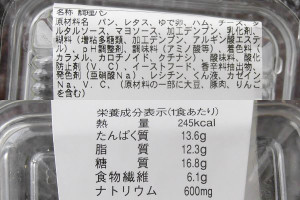 名称 調理パン
原材料名 パン、レタス、ゆで卵、ハム、チーズ、タ
ルタルソース、マヨソース、加工デンプン、乳化剤、
糊料（増粘多糖類、加工デンプン、アルギン酸エステ
ル）、pH調整剤、調味料（アミノ酸等）、着色料（カ
ラメル、カロチノイド、クチナシ）、酸味料、酸化
防止剤（V.C）、イーストフード、香辛料抽出物、
発色剤（亜硝酸Na）、レシチン、くん液、カゼイン
Na、V.C、（原材料の一部に大豆、豚肉、りんご
を含む）
栄養成分表示(1食あたり)
熱量 245kcal
たんぱく質 13.6g
脂質 12.3g
糖質 16.8g
食物繊維 6.1g
ナトリウム 600mg